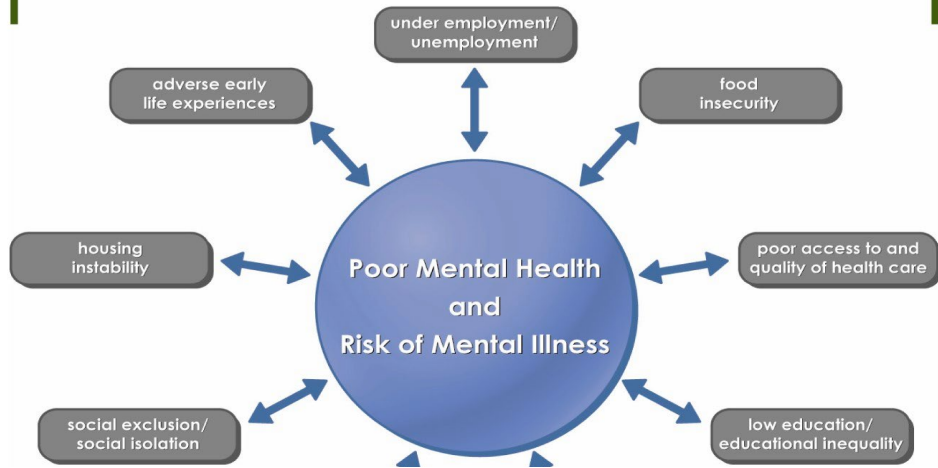 under employment/
unemployment
adverse early
life experiences
food
insecurity
housing
instability
Poor Mental Health
and
Risk of Mental Illness
poor access to and
quality of health care
social exclusion/
social isolation
low education/
educational inequality